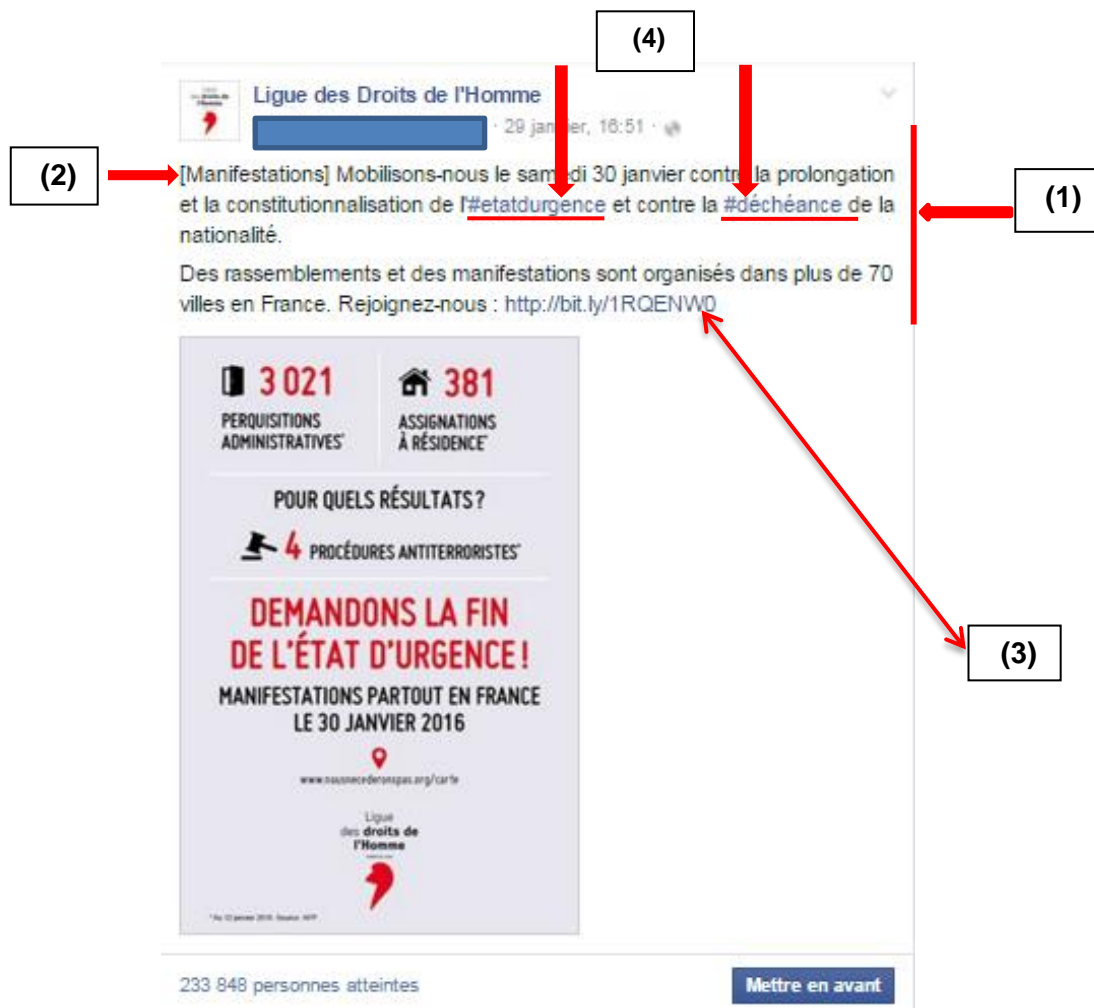 (4)
Ligue des Droits de l'Homme
· 29 janvier, 16:51 ·
(2)
[Manifestations] Mobilisons-nous le samedi 30 janvier contre la prolongation
et la constitutionnalisation de l'#etatdurgence et contre la #déchéance de la
nationalité.
(1)
Des rassemblements et des manifestations sont organisés dans plus de 70
villes en France. Rejoignez-nous : http://bit.ly/1RQENW0
3 021
PERQUISITIONS
ADMINISTRATIVES*
381
ASSIGNATIONS
À RÉSIDENCE*
POUR QUELS RÉSULTATS ?
4 PROCÉDURES ANTITERRORISTES*
DEMANDONS LA FIN
DE L'ÉTAT D'URGENCE !
(3)
MANIFESTATIONS PARTOUT EN FRANCE
LE 30 JANVIER 2016
www.nousnecederonspas.org/carte
Ligue
des droits de
l'Homme
233 848 personnes atteintes
Mettre en avant